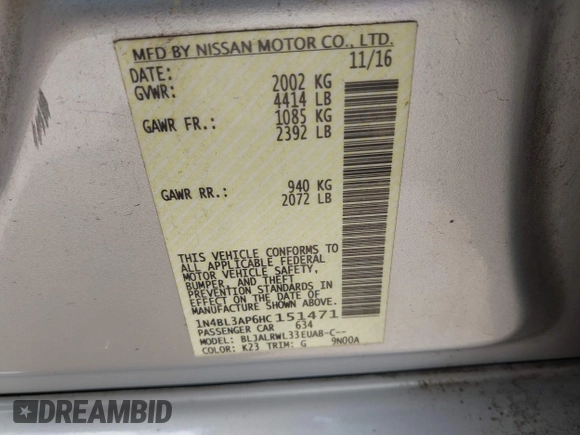 MFD BY NISSAN MOTOR CO., LTD.
DATE: 11/16
GVWR: 2002 KG
4414 LB
GAWR FR.: 1085 KG
2392 LB
GAWR RR.: 940 KG
2072 LB
THIS VEHICLE CONFORMS TO
ALL APPLICABLE FEDERAL
MOTOR VEHICLE SAFETY,
BUMPER, AND THEFT
PREVENTION STANDARDS IN
EFFECT ON THE DATE OF
MANUFACTURE SHOWN ABOVE.
1N4BL3AP6HC151471
PASSENGER CAR 634
MODEL: BLJALRWL33EUAB-C--
COLOR: K23 TRIM: G 9N00A
DREAMBID